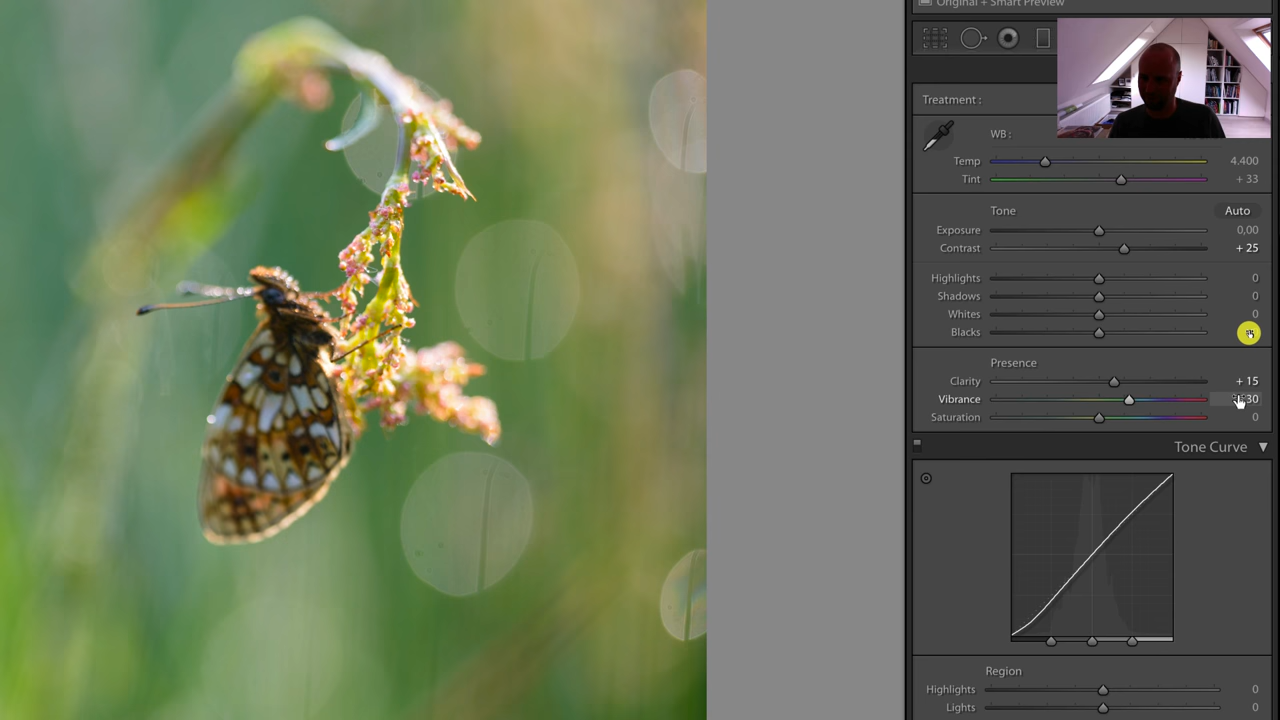 Original + Smart Preview
Treatment :
WB :
Temp 4.400
Tint + 33
Tone Auto
Exposure 0,00
Contrast + 25
Highlights 0
Shadows 0
Whites 0
Blacks
Presence
Clarity + 15
Vibrance 30
Saturation 0
Tone Curve
Region
Highlights 0
Lights 0